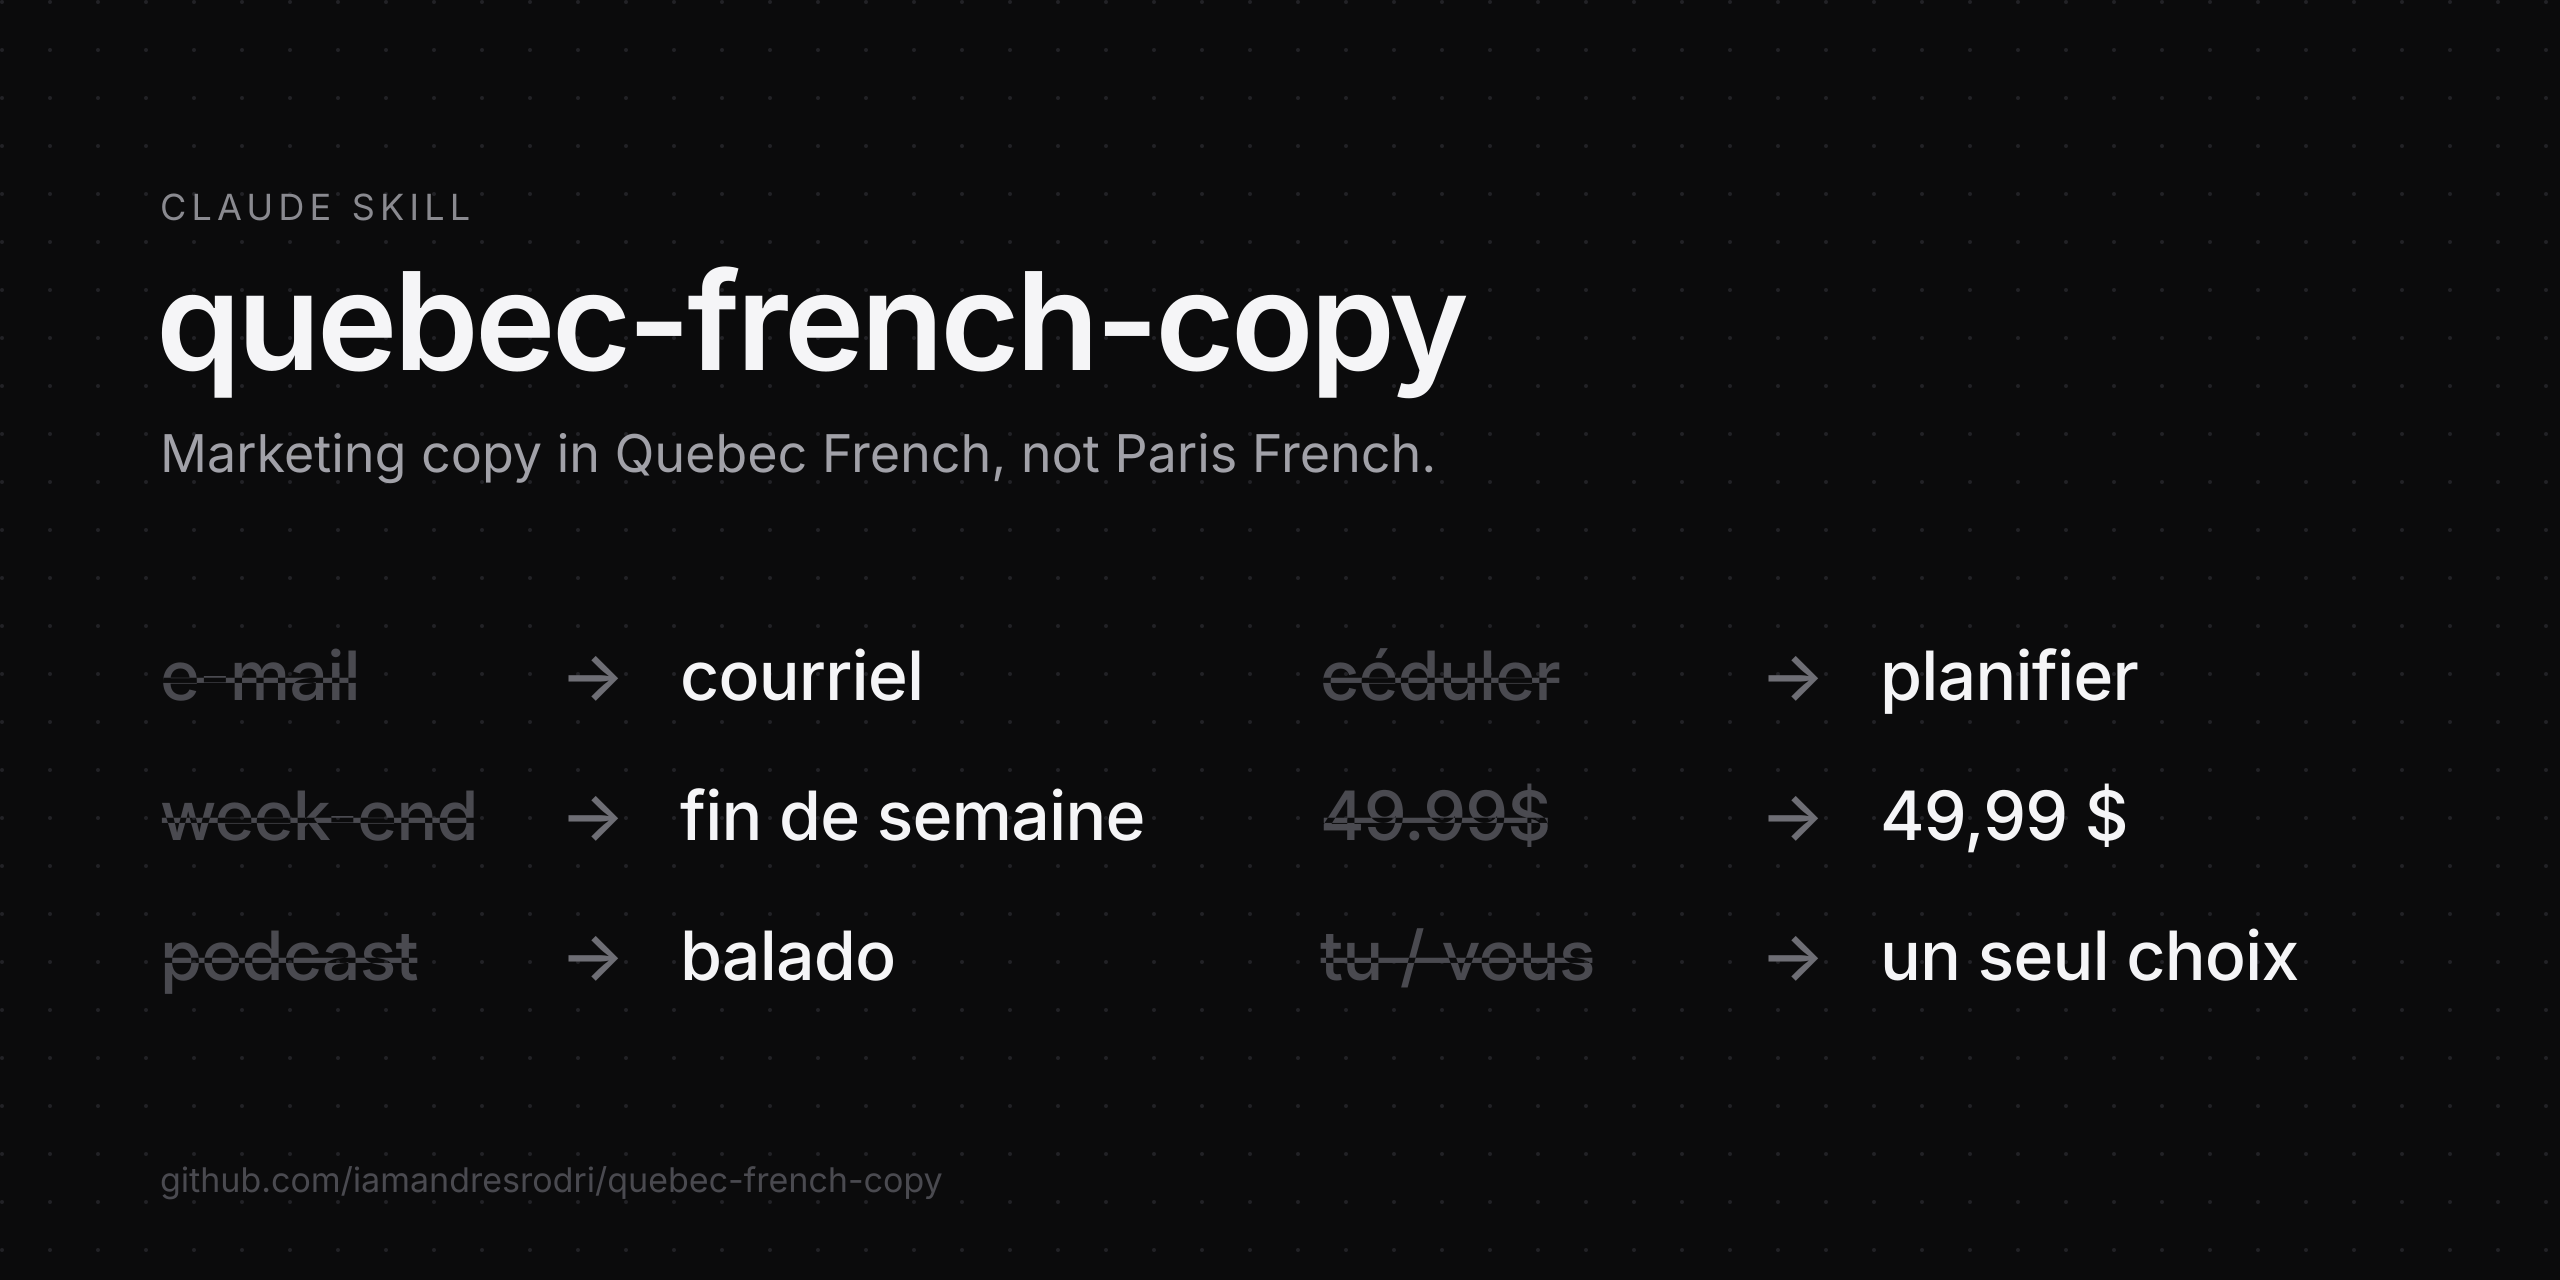 CLAUDE SKILL
quebec-french-copy
Marketing copy in Quebec French, not Paris French.
e-mail → courriel
week-end → fin de semaine
podcast → balado
céduler → planifier
49.99$ → 49,99 $
tu / vous → un seul choix
github.com/iamandresrodri/quebec-french-copy